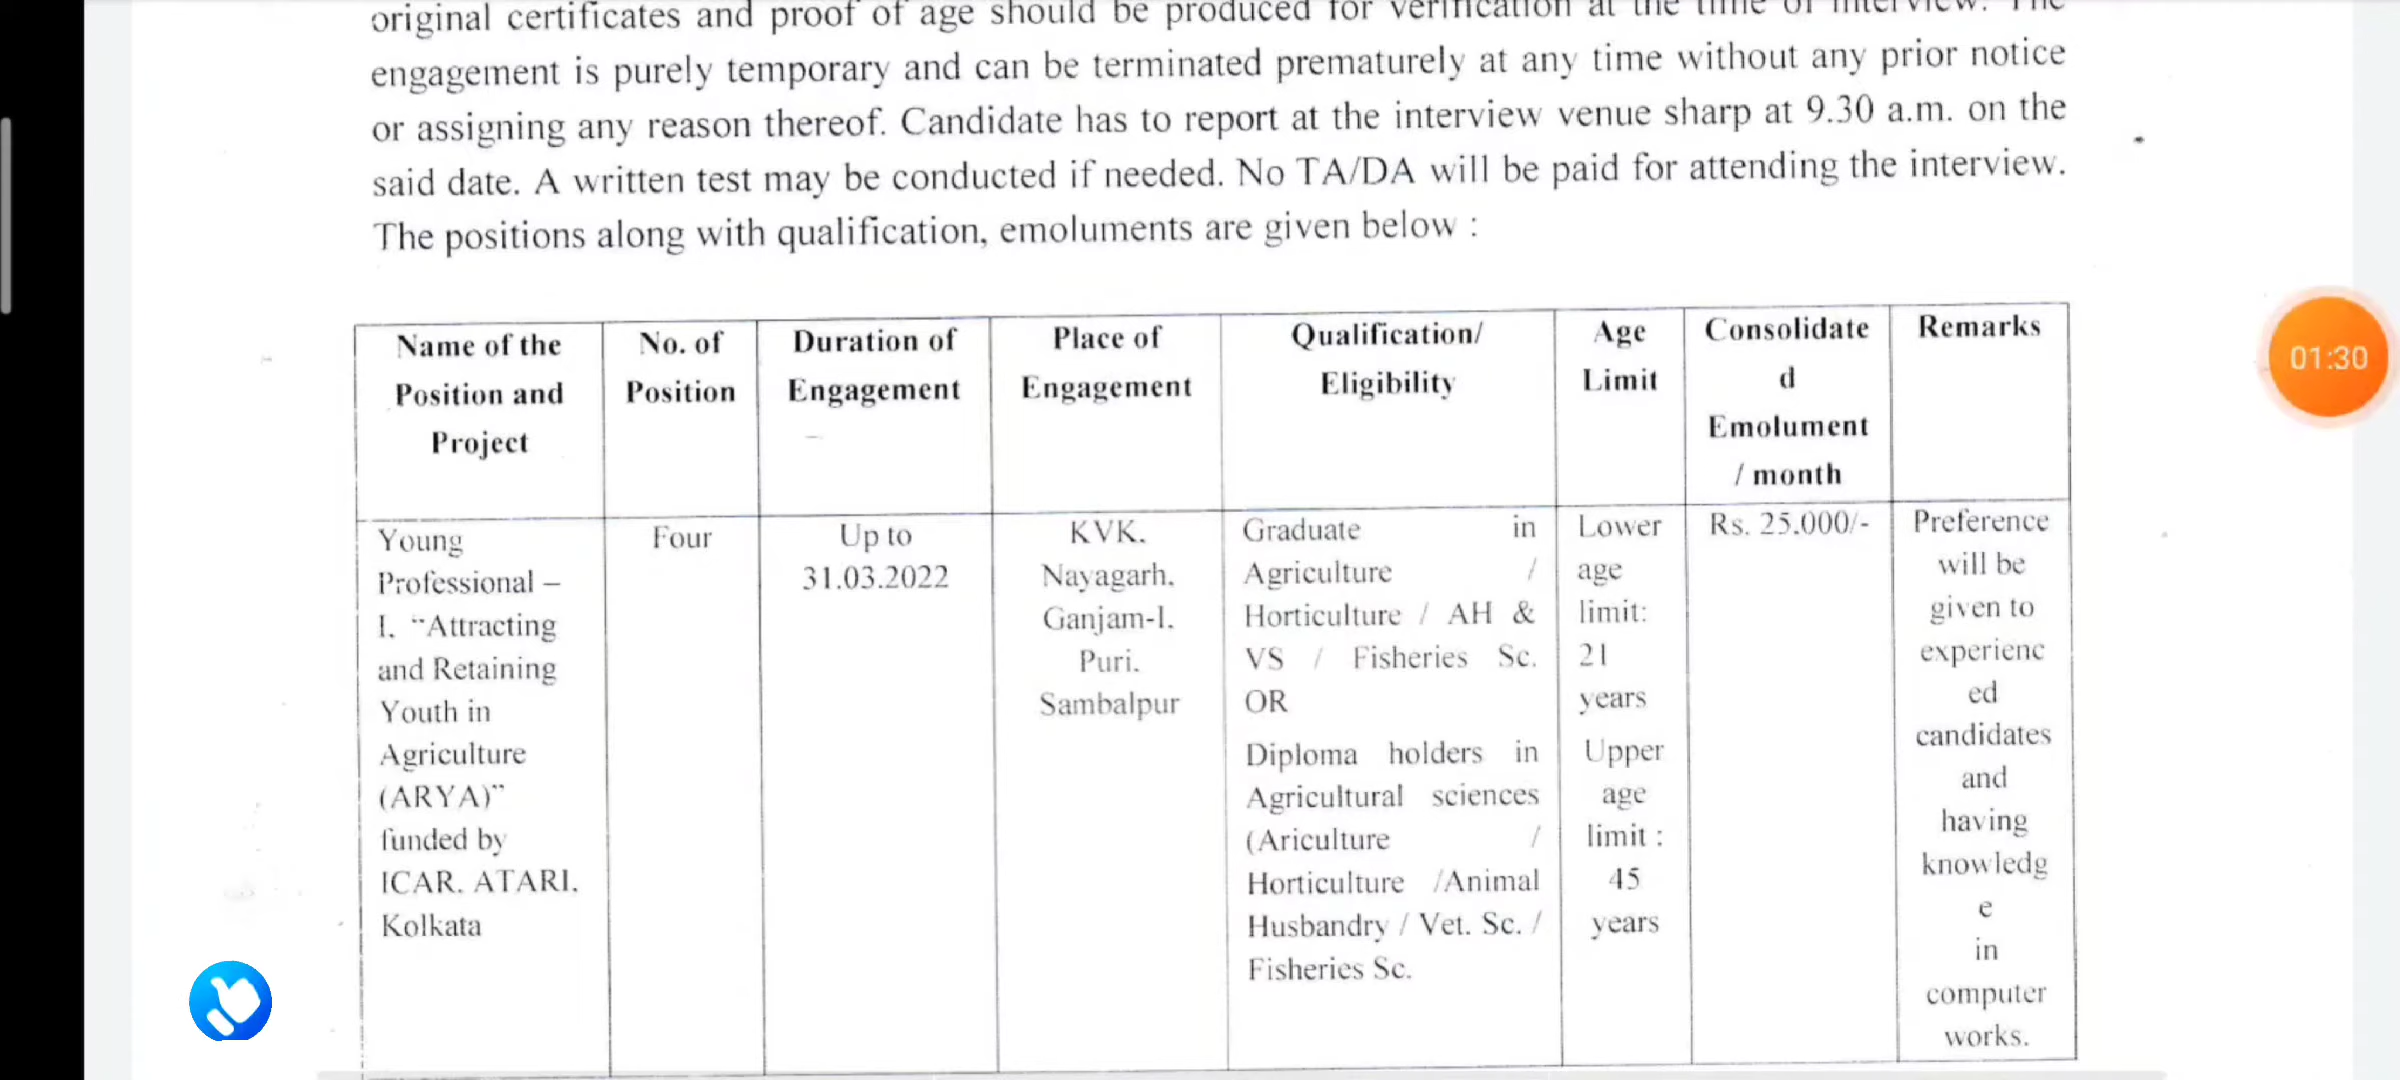 original certificates and proof of age should be produced for verification at the time of interview. The
engagement is purely temporary and can be terminated prematurely at any time without any prior notice
or assigning any reason thereof. Candidate has to report at the interview venue sharp at 9.30 a.m. on the
said date. A written test may be conducted if needed. No TA/DA will be paid for attending the interview.
The positions along with qualification, emoluments are given below :
Name of the
Position and
Project
No. of
Position
Duration of
Engagement
Place of
Engagement
Qualification/
Eligibility
Age
Limit
Consolidate
d
Emolument
/ month
Remarks
Young
Professional –
I. "Attracting
and Retaining
Youth in
Agriculture
(ARYA)"
funded by
ICAR. ATARI.
Kolkata
Four
Up to
31.03.2022
KVK.
Nayagarh.
Ganjam-I.
Puri.
Sambalpur
Graduate in
Agriculture /
Horticulture / AH &
VS / Fisheries Sc.
OR
Diploma holders in
Agricultural sciences
(Ariculture /
Horticulture /Animal
Husbandry / Vet. Sc. /
Fisheries Sc.
Lower
age
limit:
21
years
Upper
age
limit :
45
years
Rs. 25.000/-
Preference
will be
given to
experienc
ed
candidates
and
having
knowledg
e
in
computer
works.
01:30